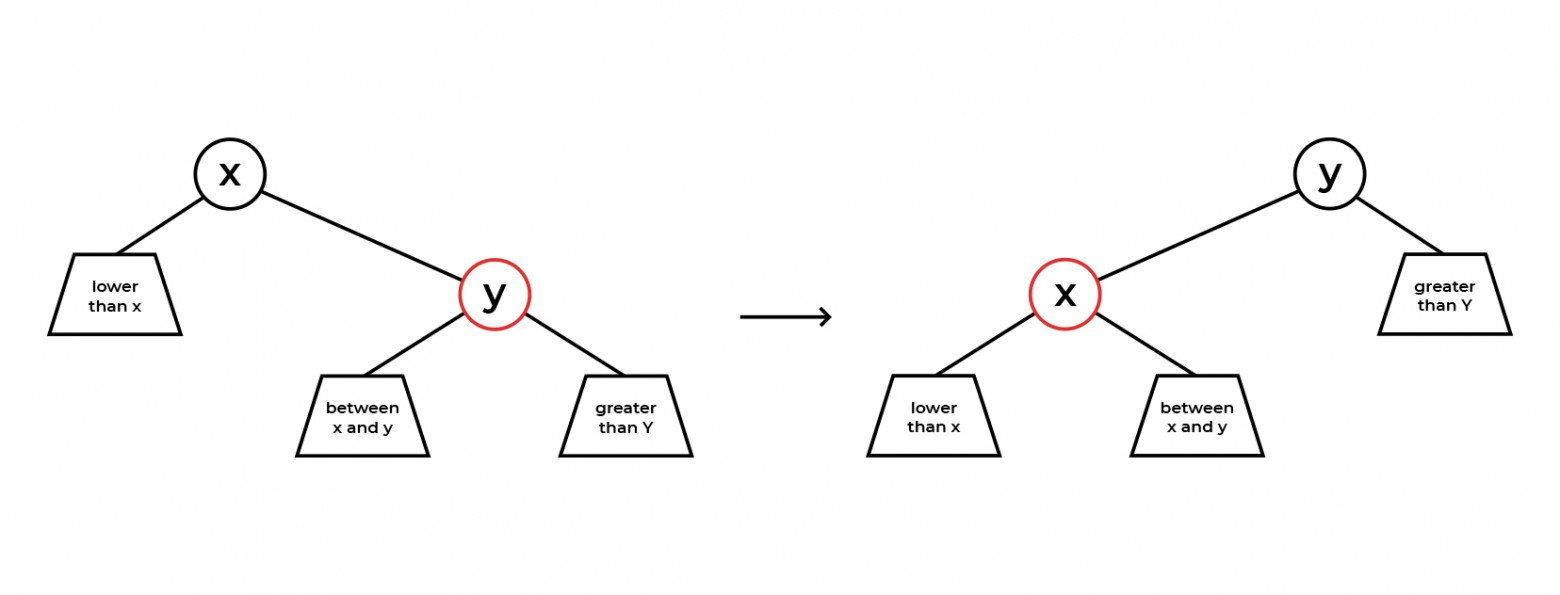 x
lower
than x
y
between
x and y
greater
than Y
y
x
greater
than Y
lower
than x
between
x and y